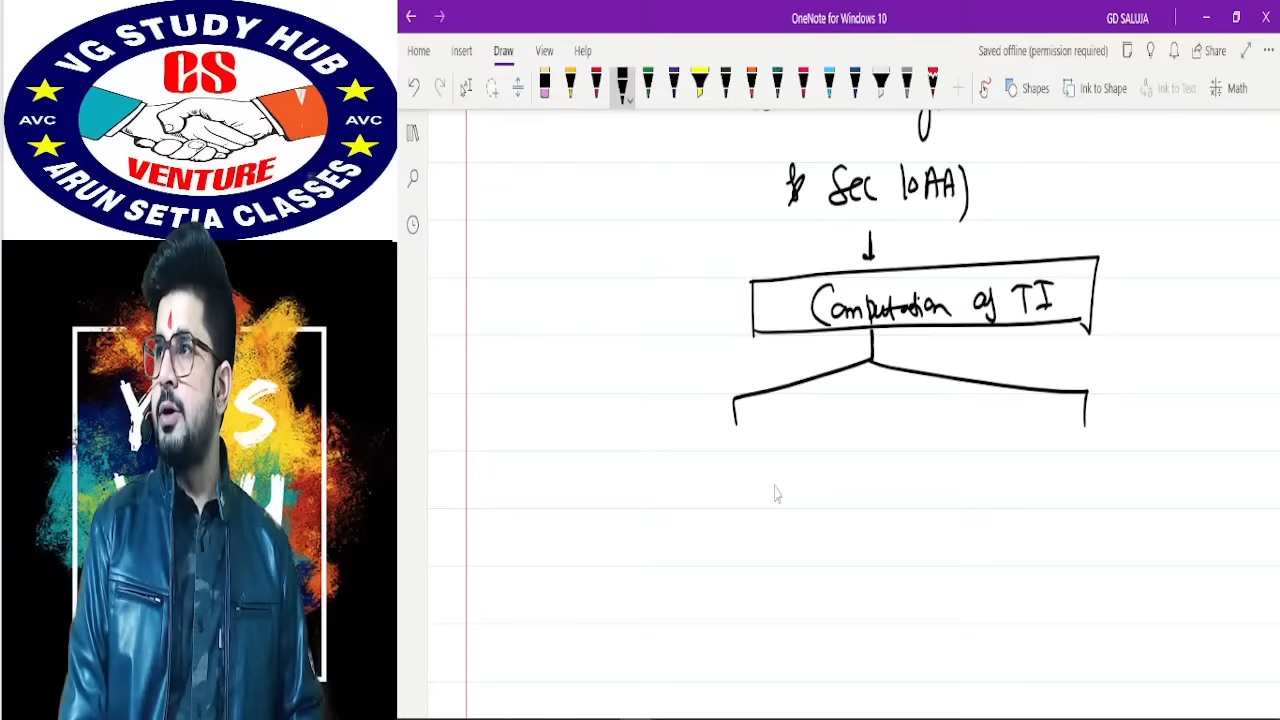 VG STUDY HUB
CS
AVC
AVC
VENTURE
ARUN SETIA CLASSES
OneNote for Windows 10
GD SALUJA
Home
Insert
Draw
View
Help
Saved offline (permission required)
Share
Shapes
Ink to Shape
Ink to Text
Math
& Sec 10AA)
Computation of TI
Y S